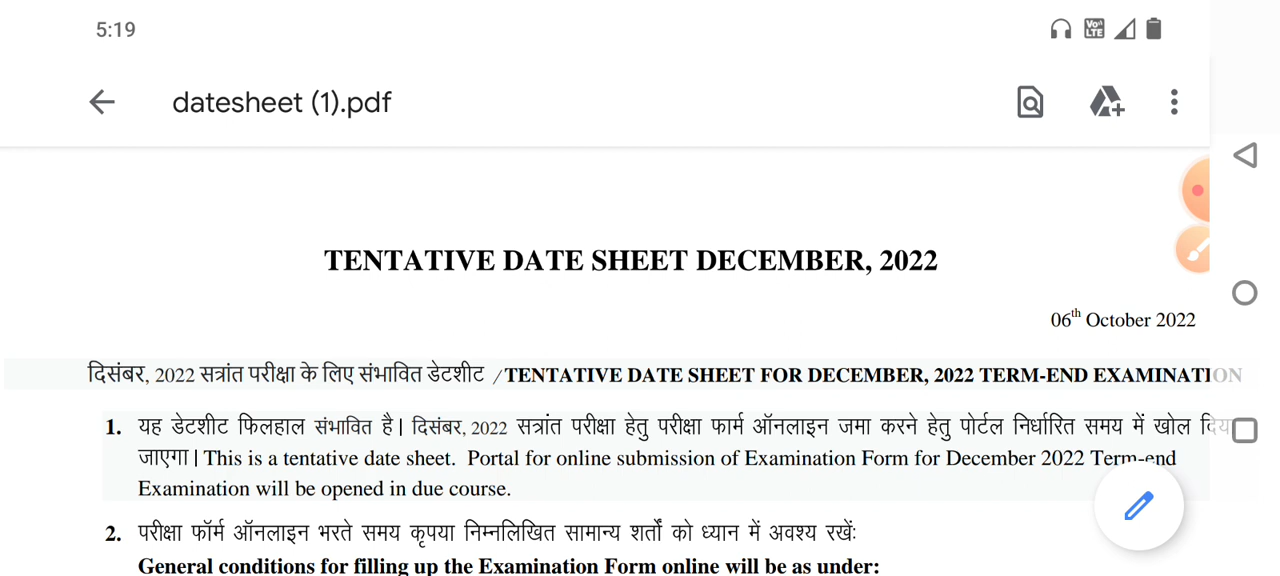 5:19
Vo LTE
datesheet (1).pdf
TENTATIVE DATE SHEET DECEMBER, 2022
06th October 2022
दिसंबर, 2022 सत्रांत परीक्षा के लिए संभावित डेटशीट /TENTATIVE DATE SHEET FOR DECEMBER, 2022 TERM-END EXAMINATION
1. यह डेटशीट फिलहाल संभावित है। दिसंबर, 2022 सत्रांत परीक्षा हेतु परीक्षा फार्म ऑनलाइन जमा करने हेतु पोर्टल निर्धारित समय में खोल दिया
जाएगा। This is a tentative date sheet. Portal for online submission of Examination Form for December 2022 Term-end
Examination will be opened in due course.
2. परीक्षा फॉर्म ऑनलाइन भरते समय कृपया निम्नलिखित सामान्य शर्तों को ध्यान में अवश्य रखें:
General conditions for filling up the Examination Form online will be as under: